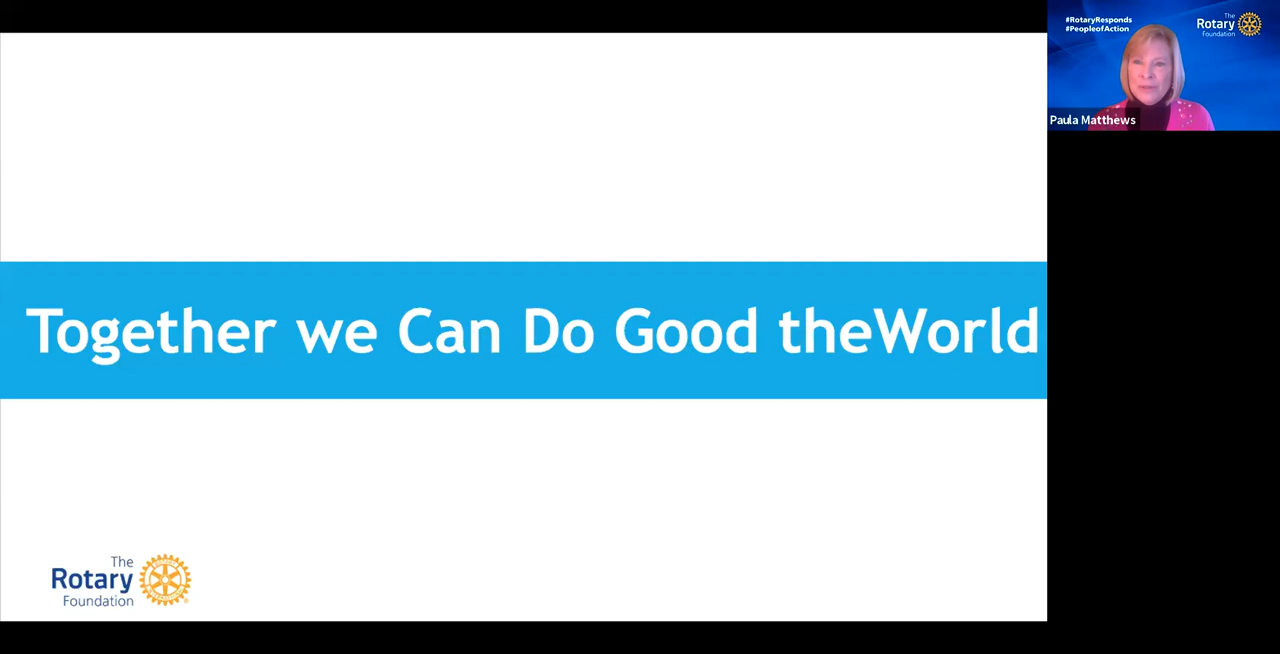 #RotaryResponds
#PeopleofAction
The
Rotary
Foundation
Paula Matthews
Together we Can Do Good theWorld
The
Rotary
Foundation